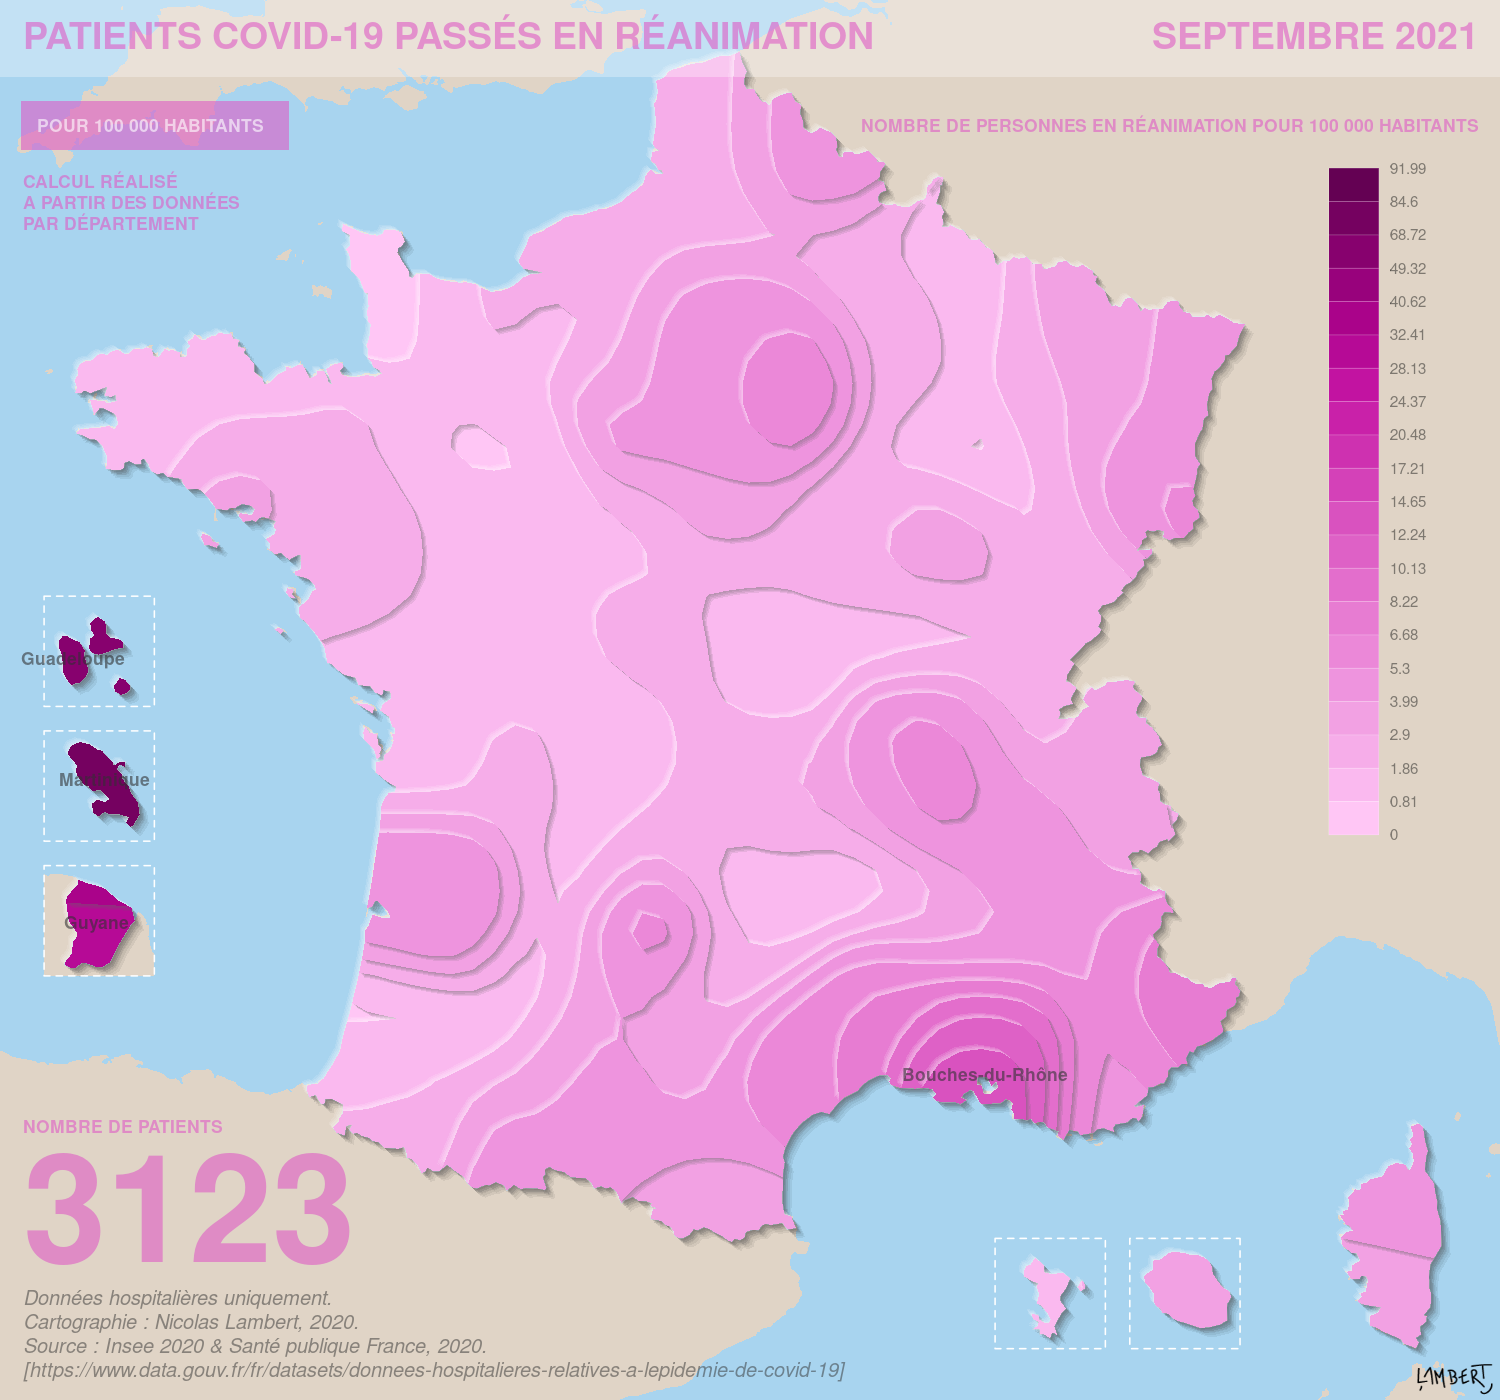 PATIENTS COVID-19 PASSÉS EN RÉANIMATION
SEPTEMBRE 2021
POUR 100 000 HABITANTS
CALCUL RÉALISÉ
A PARTIR DES DONNÉES
PAR DÉPARTEMENT
NOMBRE DE PERSONNES EN RÉANIMATION POUR 100 000 HABITANTS
91.99
84.6
68.72
49.32
40.62
32.41
28.13
24.37
20.48
17.21
14.65
12.24
10.13
8.22
6.68
5.3
3.99
2.9
1.86
0.81
0
Guadeloupe
Martinique
Guyane
Bouches-du-Rhône
NOMBRE DE PATIENTS
3123
Données hospitalières uniquement.
Cartographie : Nicolas Lambert, 2020.
Source : Insee 2020 & Santé publique France, 2020.
[https://www.data.gouv.fr/fr/datasets/donnees-hospitalieres-relatives-a-lepidemie-de-covid-19]
LAMBERT